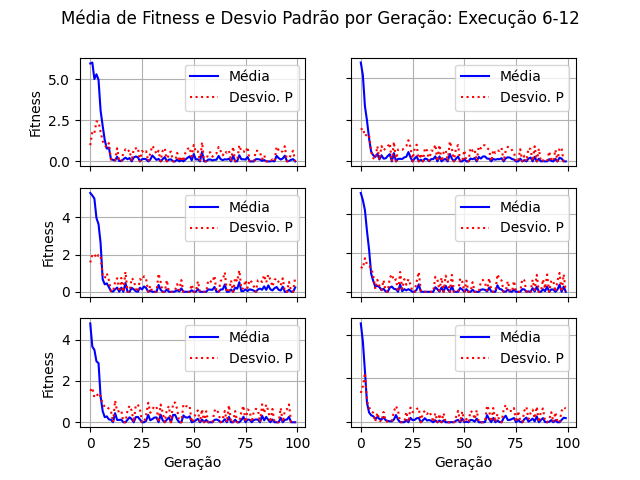 Média de Fitness e Desvio Padrão por Geração: Execução 6-12
Fitness
5.0
2.5
0.0
Média
Desvio. P
Média
Desvio. P
Fitness
4
2
0
Média
Desvio. P
Média
Desvio. P
Fitness
4
2
0
Média
Desvio. P
Média
Desvio. P
0 25 50 75 100
0 25 50 75 100
Geração
Geração